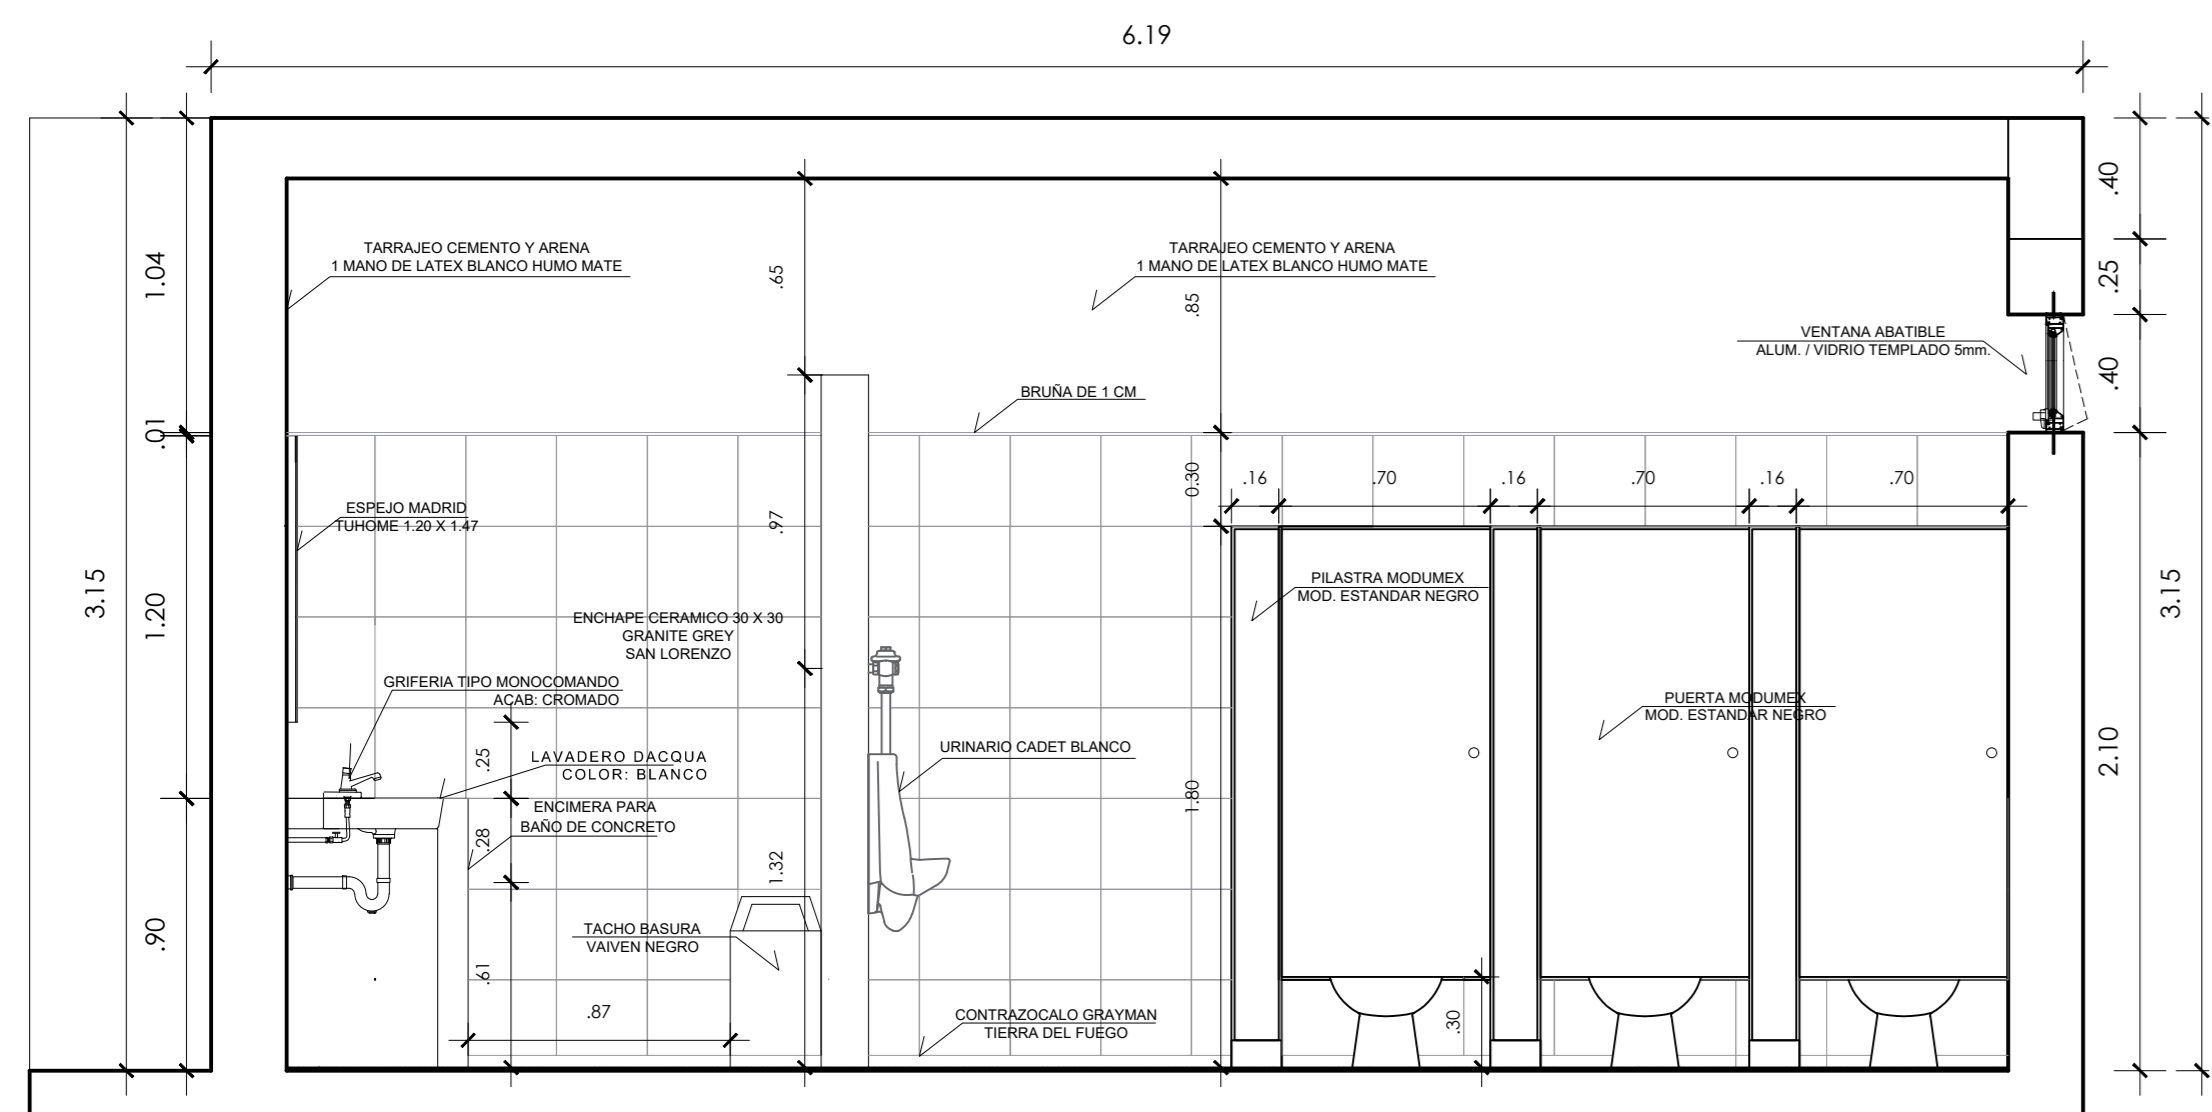 6.19
.40
TARRAJEO CEMENTO Y ARENA
1 MANO DE LATEX BLANCO HUMO MATE
TARRAJEO CEMENTO Y ARENA
1 MANO DE LATEX BLANCO HUMO MATE
1.04
.65
.85
.25
VENTANA ABATIBLE
ALUM. / VIDRIO TEMPLADO 5mm.
.40
BRUÑA DE 1 CM
.01
0.30
.16
.70
.16
.70
.16
.70
ESPEJO MADRID
TUHOME 1.20 X 1.47
.97
3.15
1.20
PILASTRA MODUMEX
MOD. ESTANDAR NEGRO
3.15
ENCHAPE CERAMICO 30 X 30
GRANITE GREY
SAN LORENZO
GRIFERIA TIPO MONOCOMANDO
ACAB: CROMADO
PUERTA MODUMEX
MOD. ESTANDAR NEGRO
URINARIO CADET BLANCO
2.10
.25
LAVADERO DACQUA
COLOR: BLANCO
1.80
ENCIMERA PARA
BAÑO DE CONCRETO
.28
1.32
.90
TACHO BASURA
VAIVEN NEGRO
.61
.87
CONTRAZOCALO GRAYMAN
TIERRA DEL FUEGO
.30